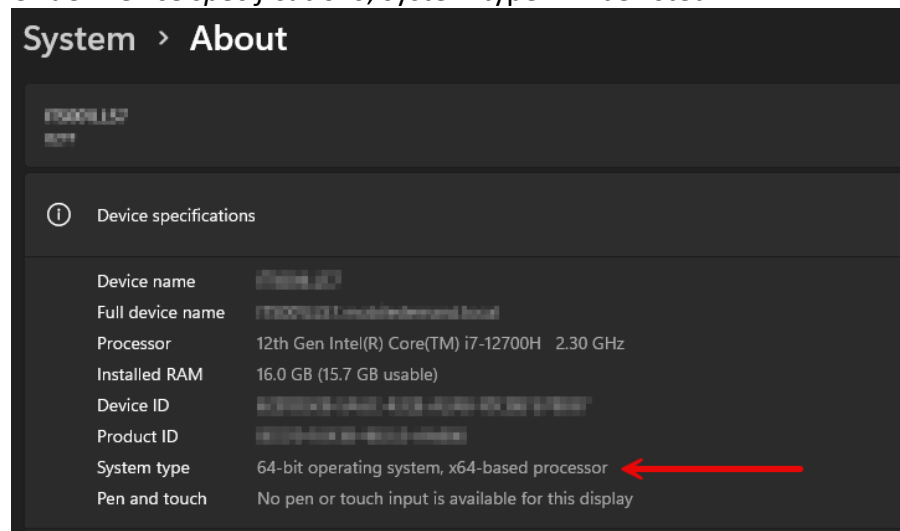 System > About
Device specifications
Device name
Full device name
Processor 12th Gen Intel(R) Core(TM) i7-12700H 2.30 GHz
Installed RAM 16.0 GB (15.7 GB usable)
Device ID
Product ID
System type 64-bit operating system, x64-based processor
Pen and touch No pen or touch input is available for this display